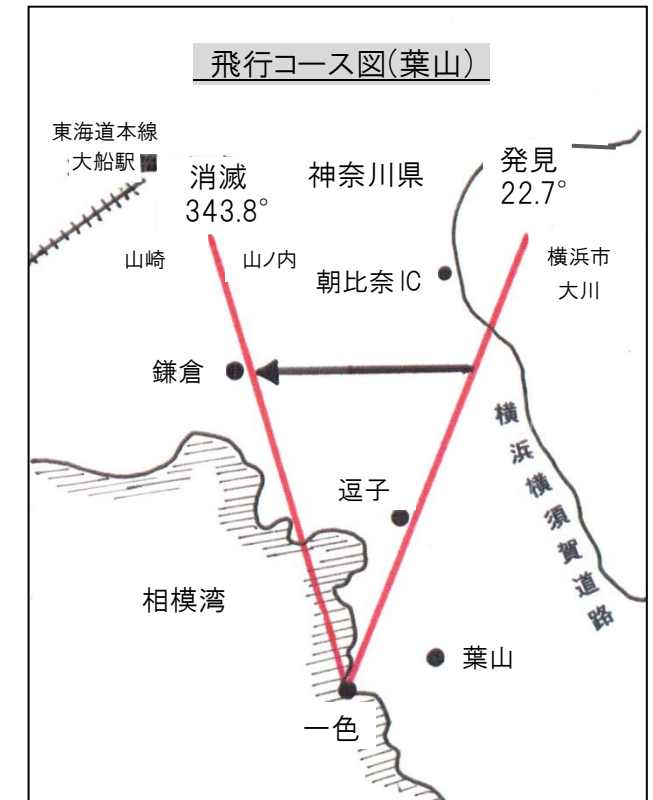 飛行コース図(葉山)
東海道本線
大船駅
消滅
343.8°
神奈川県
発見
22.7°
山崎
山ノ内
朝比奈IC
横浜市
大川
鎌倉
横浜横須賀道路
逗子
相模湾
葉山
一色